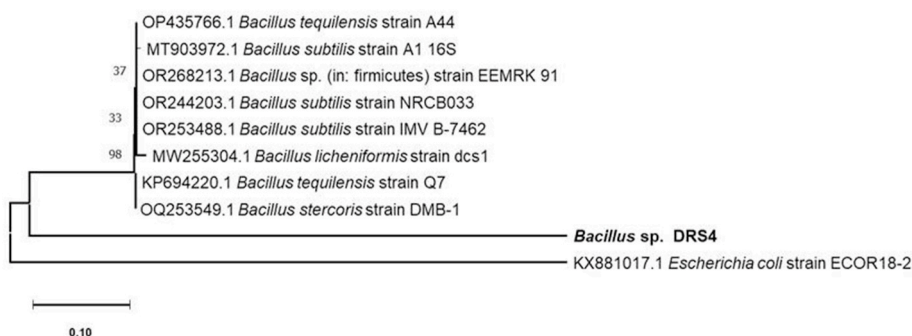 OP435766.1 Bacillus tequilensis strain A44
MT903972.1 Bacillus subtilis strain A1 16S
37
OR268213.1 Bacillus sp. (in: firmicutes) strain EEMRK 91
OR244203.1 Bacillus subtilis strain NRCB033
33
OR253488.1 Bacillus subtilis strain IMV B-7462
98
MW255304.1 Bacillus licheniformis strain dcs1
KP694220.1 Bacillus tequilensis strain Q7
OQ253549.1 Bacillus stercoris strain DMB-1
Bacillus sp. DRS4
KX881017.1 Escherichia coli strain ECOR18-2
0.10